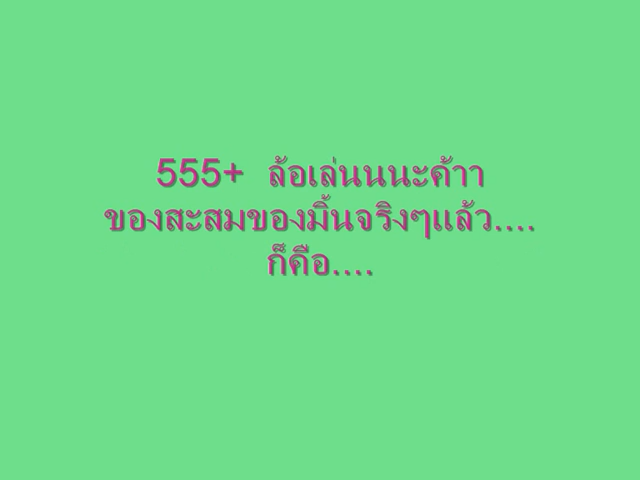 555+ ล้อเล่นนนะค้าา
ของสะสมของมิ้นจริงๆแล้ว....
ก็คือ....